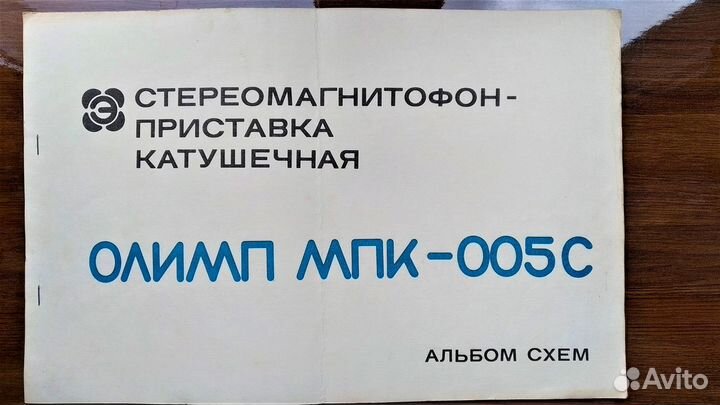 Э СТЕРЕОМАГНИТОФОН-
ПРИСТАВКА
КАТУШЕЧНАЯ
ОЛИМП МПК-005С
АЛЬБОМ СХЕМ
Avito